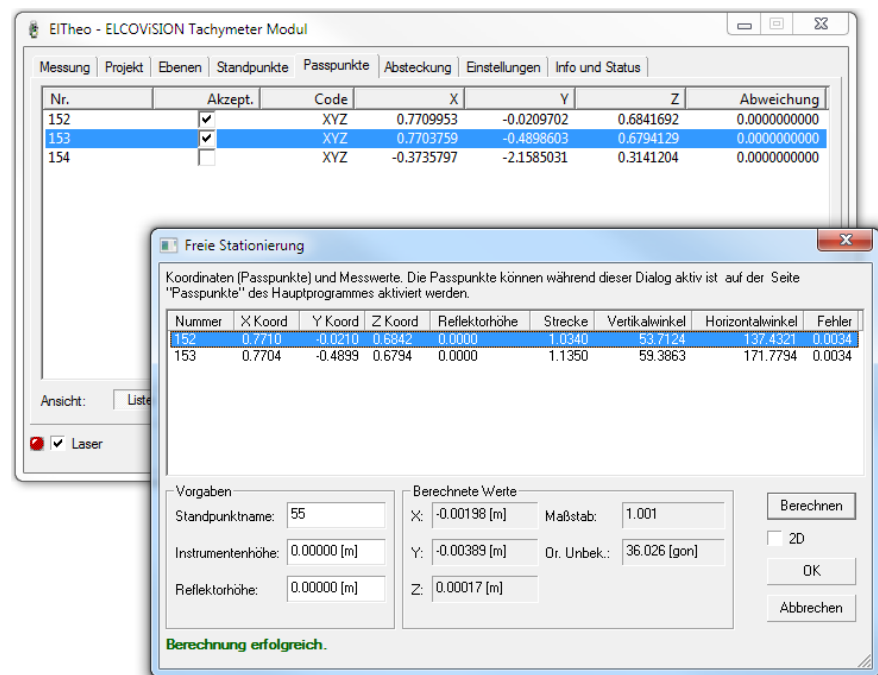 ElTheo - ELCOViSION Tachymeter Modul
Messung Projekt Ebenen Standpunkte Passpunkte Absteckung Einstellungen Info und Status
Nr. Akzept. Code X Y Z Abweichung
152 XYZ 0.7709953 -0.0209702 0.6841692 0.0000000000
153 XYZ 0.7703759 -0.4898603 0.6794129 0.0000000000
154 XYZ -0.3735797 -2.1585031 0.3141204 0.0000000000
Ansicht: Liste
Laser
Freie Stationierung
Koordinaten (Passpunkte) und Messwerte. Die Passpunkte können während dieser Dialog aktiv ist auf der Seite
"Passpunkte" des Hauptprogrammes aktiviert werden.
Nummer X Koord Y Koord Z Koord Reflektorhöhe Strecke Vertikalwinkel Horizontalwinkel Fehler
152 0.7710 -0.0210 0.6842 0.0000 1.0340 53.7124 137.4321 0.0034
153 0.7704 -0.4899 0.6794 0.0000 1.1350 59.3863 171.7794 0.0034
Vorgaben
Standpunktname: 55
Instrumentenhöhe: 0.00000 [m]
Reflektorhöhe: 0.00000 [m]
Berechnete Werte
X: -0.00198 [m] Maßstab: 1.001
Y: -0.00389 [m] Or. Unbek.: 36.026 [gon]
Z: 0.00017 [m]
Berechnen
2D
OK
Abbrechen
Berechnung erfolgreich.